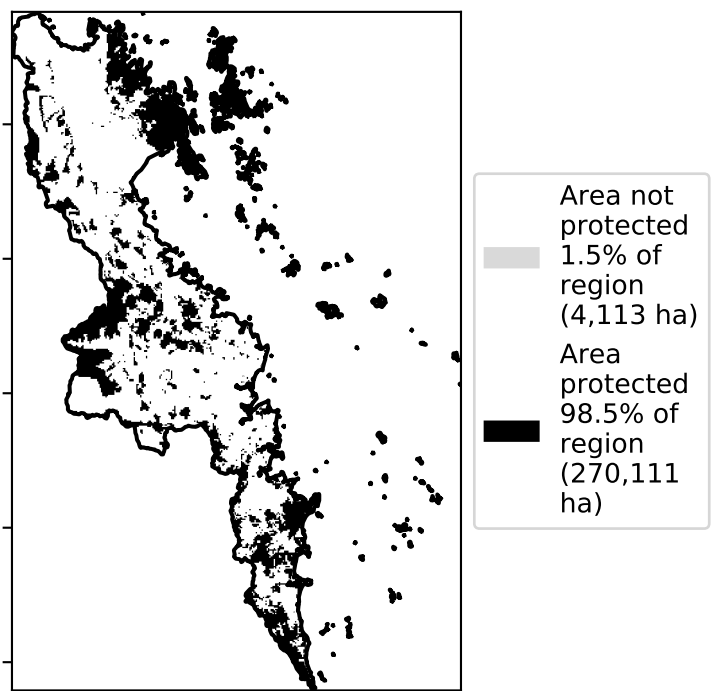 Area not
protected
1.5% of
region
(4,113 ha)
Area
protected
98.5% of
region
(270,111
ha)